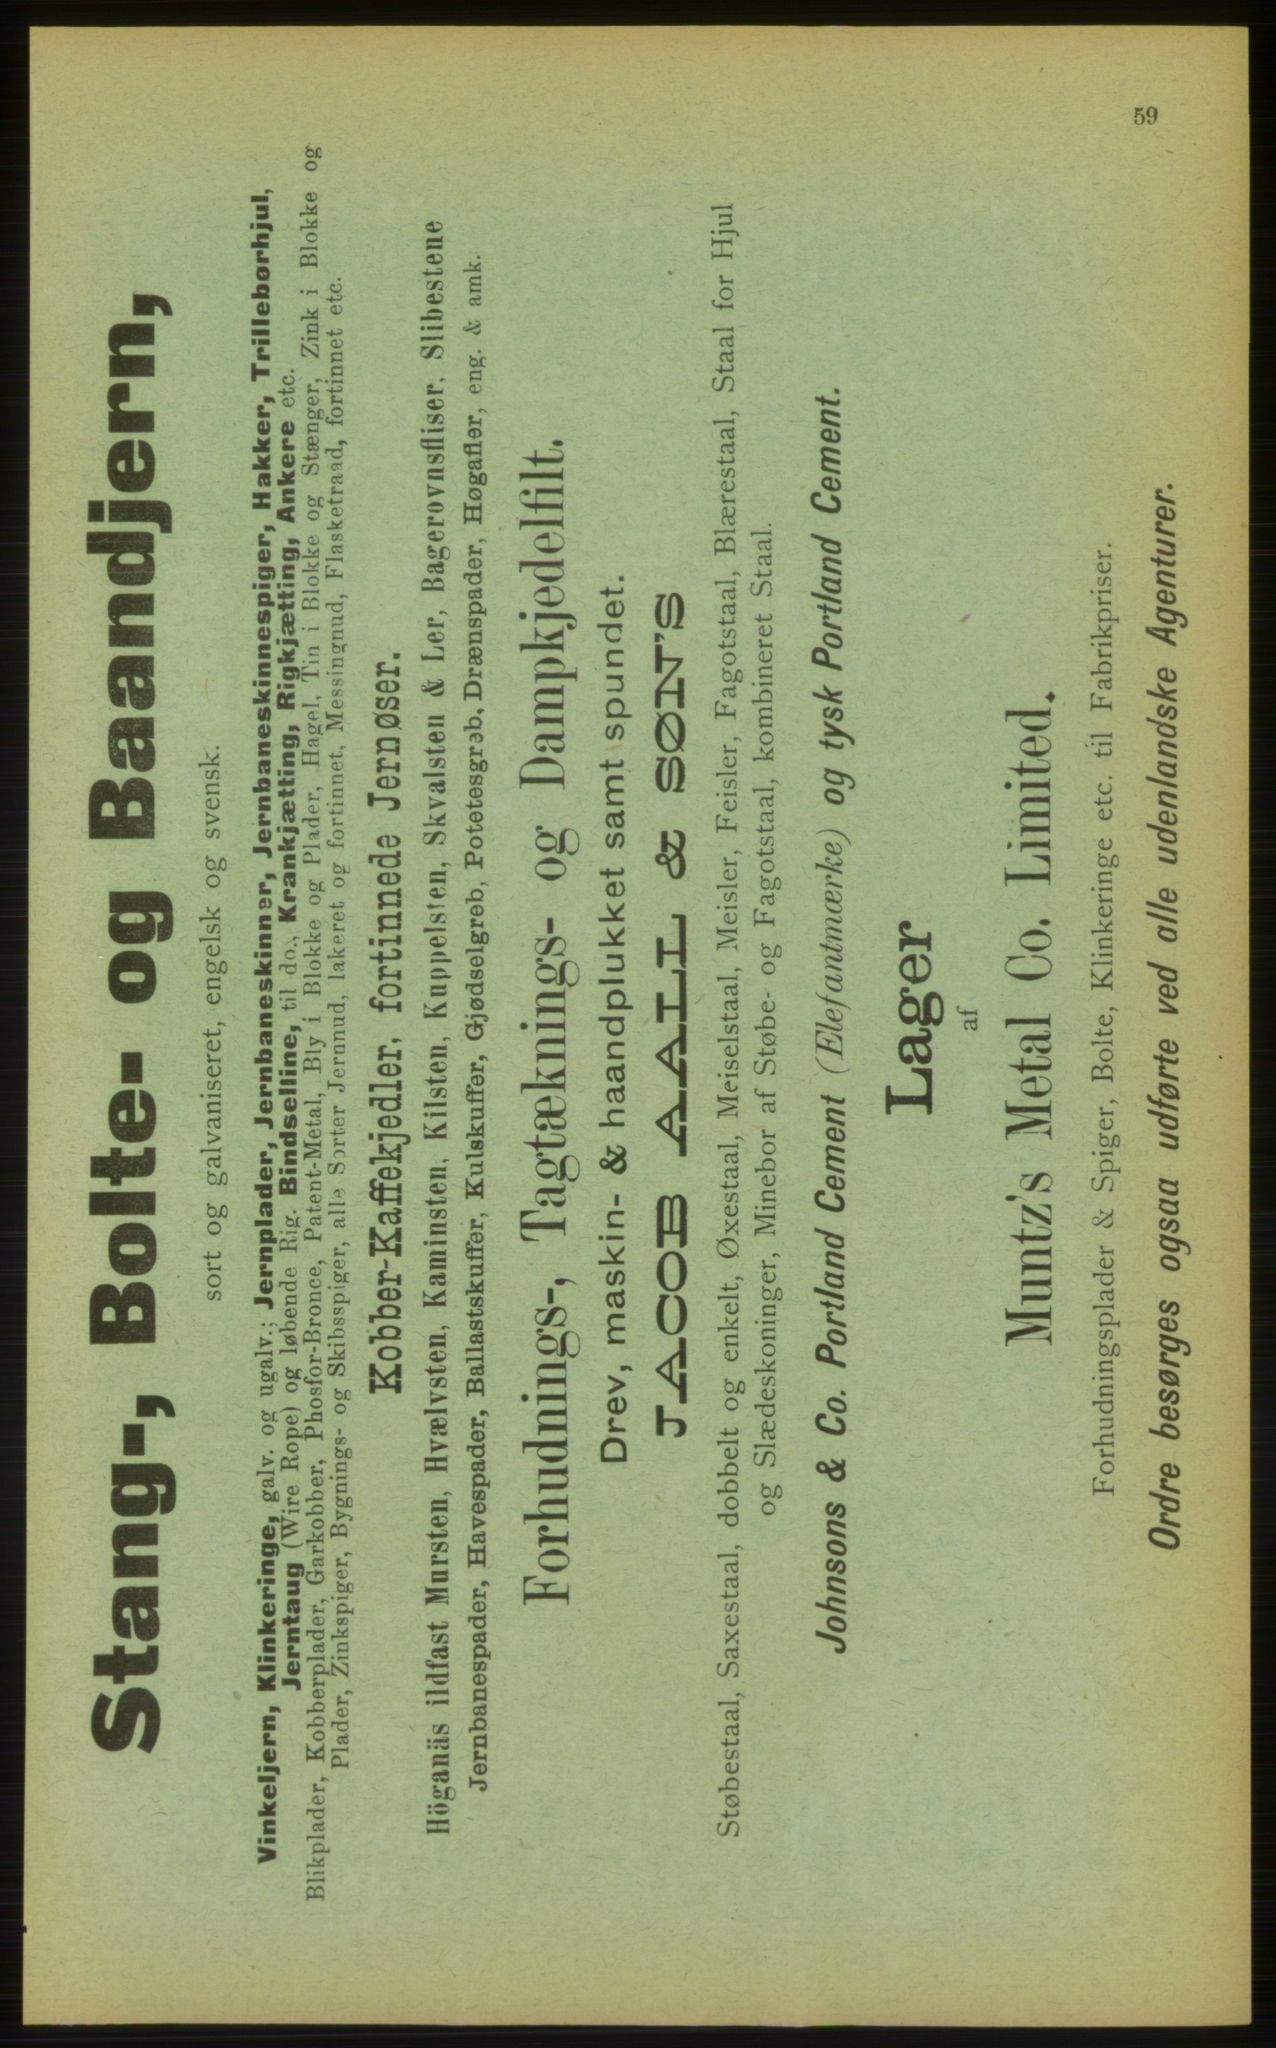 Stang-, Bolte- og Baandjern,
sort og galvaniseret, engelsk og svensk.
Vinkeljern, Klinkeringe, galv. og ugalv.; Jernplader, Jernbaneskinner, Jernbaneskinnespiger, Hakker, Trillebørhjul,
Jerntaug (Wire Rope) og løbende Rig. Bindselline, til do., Krankjætting, Rigkjætting, Ankere etc.
Blikplader, Kobberplader, Garkobber, Phosfor-Bronce, Patent-Metal, Bly i Blokke og Plader, Hagel, Tin i Blokke og Stænger, Zink i Blokke og
Plader, Zinkspiger, Bygnings- og Skibsspiger, alle Sorter Jernnud, lakeret og fortinnet, Messingnud, Flasketraad, fortinnet etc.
Kobber-Kaffekjedler, fortinnede Jernøser.
Höganäs ildfast Mursten, Hvælvsten, Kaminsten, Kilsten, Kuppelsten, Skvalsten & Ler, Bagerovnsfliser, Slibestene
Jernbanespader, Havespader, Ballastskuffer, Kulskuffer, Gjødselgreb, Potetesgreb, Drænspader, Høgafler, eng. & amk.
Forhudnings-, Tagtæknings- og Dampkjedelfilt.
Drev, maskin- & haandplukket samt spundet.
JACOB AALL & SØN'S
Støbestaal, Saxestaal, dobbelt og enkelt, Øxestaal, Meiselstaal, Meisler, Feisler, Fagotstaal, Blærestaal, Staal for Hjul
og Slædeskoninger, Minebor af Støbe- og Fagotstaal, kombineret Staal.
Johnsons & Co. Portland Cement (Elefantmærke) og tysk Portland Cement.
Lager
af
Muntz's Metal Co. Limited.
Forhudningsplader & Spiger, Bolte, Klinkeringe etc. til Fabrikpriser.
Ordre besørges ogsaa udførte ved alle udenlandske Agenturer.
59